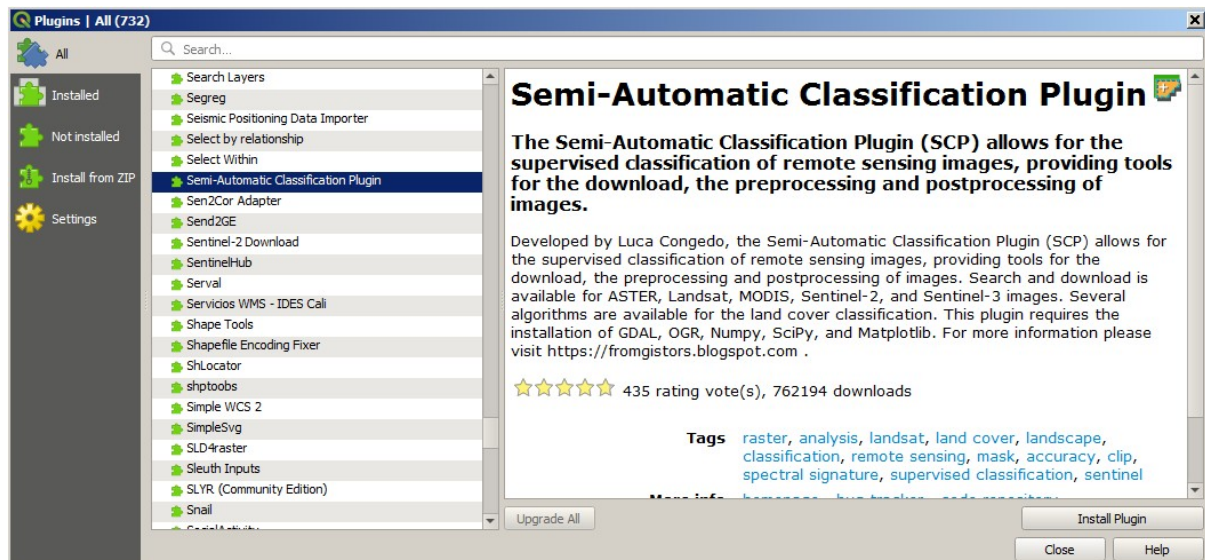 Plugins | All (732)
All
Search...
Installed
Not installed
Install from ZIP
Settings
Search Layers
Segreg
Seismic Positioning Data Importer
Select by relationship
Select Within
Semi-Automatic Classification Plugin
Sen2Cor Adapter
Send2GE
Sentinel-2 Download
SentinelHub
Serval
Servicios WMS - IDES Cali
Shape Tools
Shapefile Encoding Fixer
ShLocator
shptoobs
Simple WCS 2
SimpleSvg
SLD4raster
Sleuth Inputs
SLYR (Community Edition)
Snail
SocialActivity
Semi-Automatic Classification Plugin
The Semi-Automatic Classification Plugin (SCP) allows for the
supervised classification of remote sensing images, providing tools
for the download, the preprocessing and postprocessing of
images.
Developed by Luca Congedo, the Semi-Automatic Classification Plugin (SCP) allows for
the supervised classification of remote sensing images, providing tools for the
download, the preprocessing and postprocessing of images. Search and download is
available for ASTER, Landsat, MODIS, Sentinel-2, and Sentinel-3 images. Several
algorithms are available for the land cover classification. This plugin requires the
installation of GDAL, OGR, Numpy, SciPy, and Matplotlib. For more information please
visit https://fromgistors.blogspot.com .
435 rating vote(s), 762194 downloads
Tags raster, analysis, landsat, land cover, landscape,
classification, remote sensing, mask, accuracy, clip,
spectral signature, supervised classification, sentinel
More info homepage bug tracker code repository
Upgrade All
Install Plugin
Close
Help